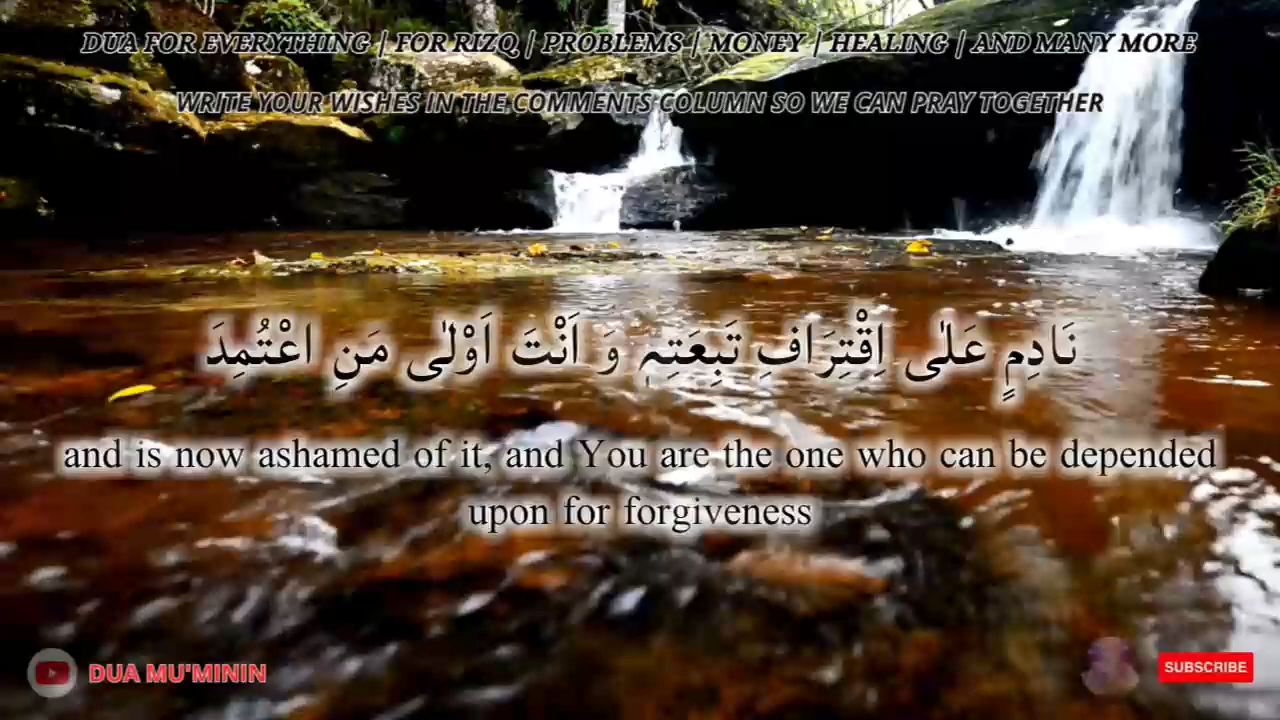 DUA FOR EVERYTHING | FOR RIZQ | PROBLEMS | MONEY | HEALING | AND MANY MORE
WRITE YOUR WISHES IN THE COMMENTS COLUMN SO WE CAN PRAY TOGETHER
نَادِمٍ عَلٰى اِقْتِرَافِ تَبِعَتِہٖ وَ اَنْتَ اَوْلٰى مَنِ اعْتُمِدَ
and is now ashamed of it, and You are the one who can be depended
upon for forgiveness
DUA MU'MININ
SUBSCRIBE